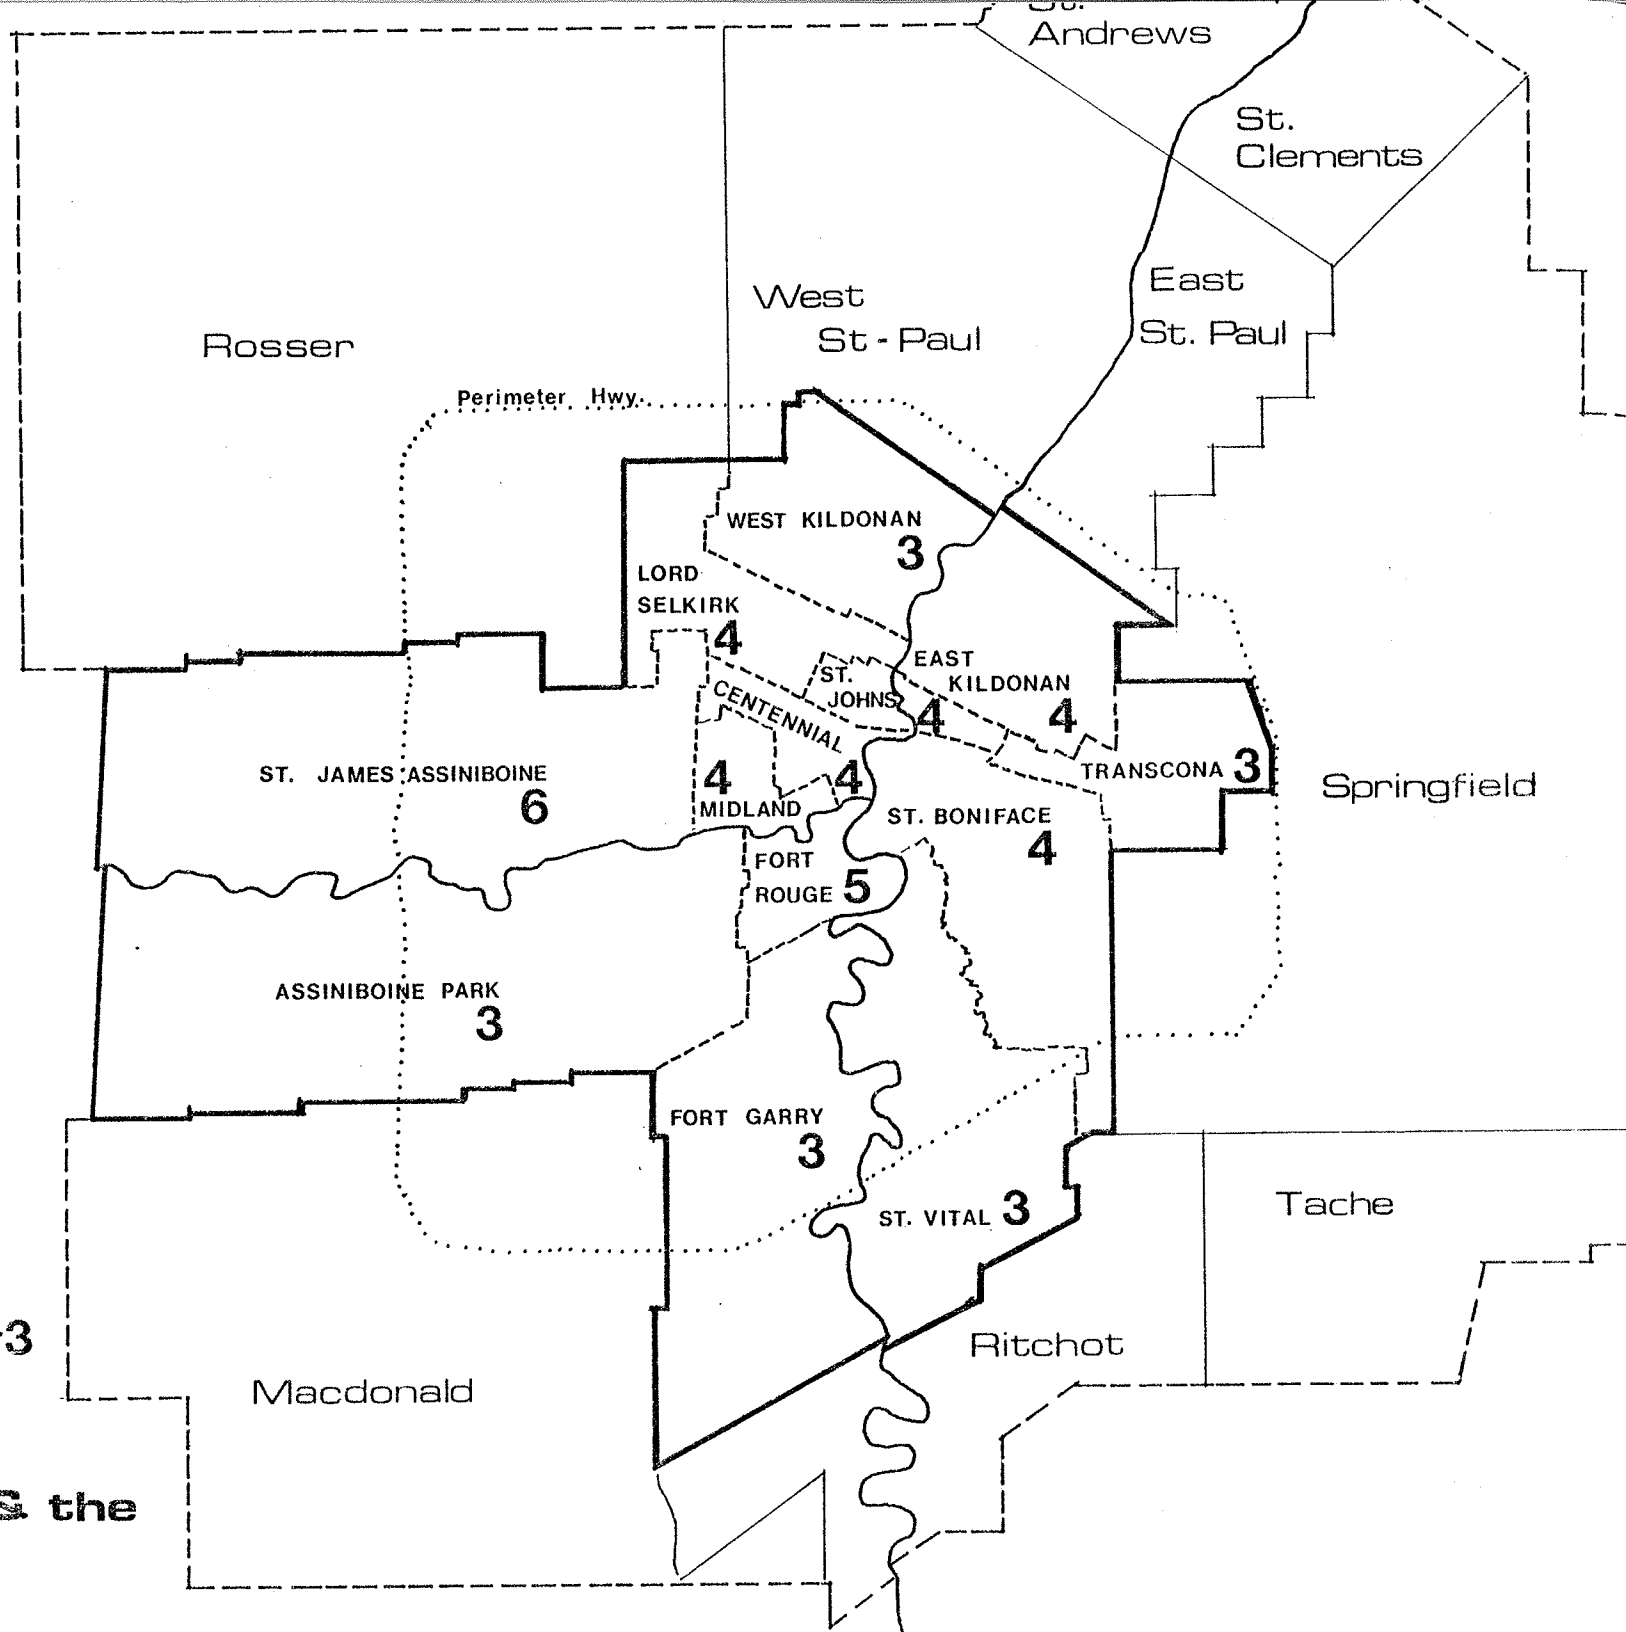 St.
Andrews
St.
Clements
West
St-Paul
East
St. Paul
Rosser
Perimeter Hwy.
WEST KILDONAN
3
LORD
SELKIRK
4
EAST
KILDONAN
4
ST.
JOHNS
4
CENTENNIAL
4
4
MIDLAND
TRANSCONA 3
ST. JAMES ASSINIBOINE
6
Springfield
ST. BONIFACE
4
FORT
ROUGE 5
ASSINIBOINE PARK
3
FORT GARRY
3
ST. VITAL 3
Tache
-3
Ritchot
Macdonald
& the